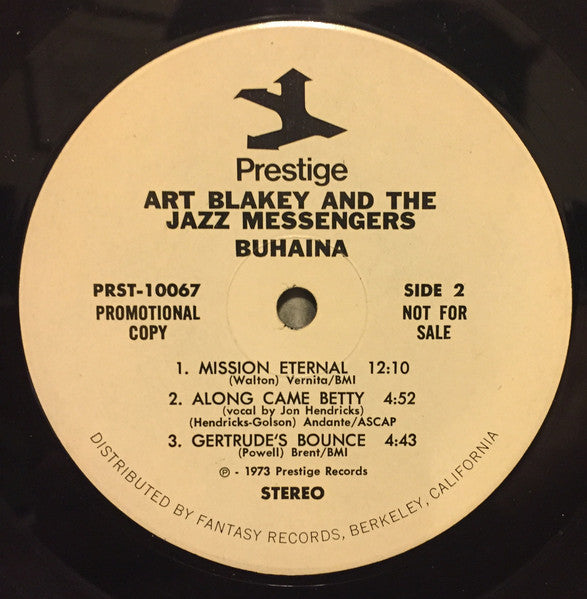 Prestige
ART BLAKEY AND THE
JAZZ MESSENGERS
BUHAINA
PRST-10067
PROMOTIONAL
COPY
SIDE 2
NOT FOR
SALE
1. MISSION ETERNAL 12:10
(Walton) Vernita/BMI
2. ALONG CAME BETTY 4:52
(vocal by Jon Hendricks)
(Hendricks-Golson) Andante/ASCAP
3. GERTRUDE'S BOUNCE 4:43
(Powell) Brent/BMI
℗ - 1973 Prestige Records
STEREO
DISTRIBUTED BY FANTASY RECORDS, BERKELEY, CALIFORNIA